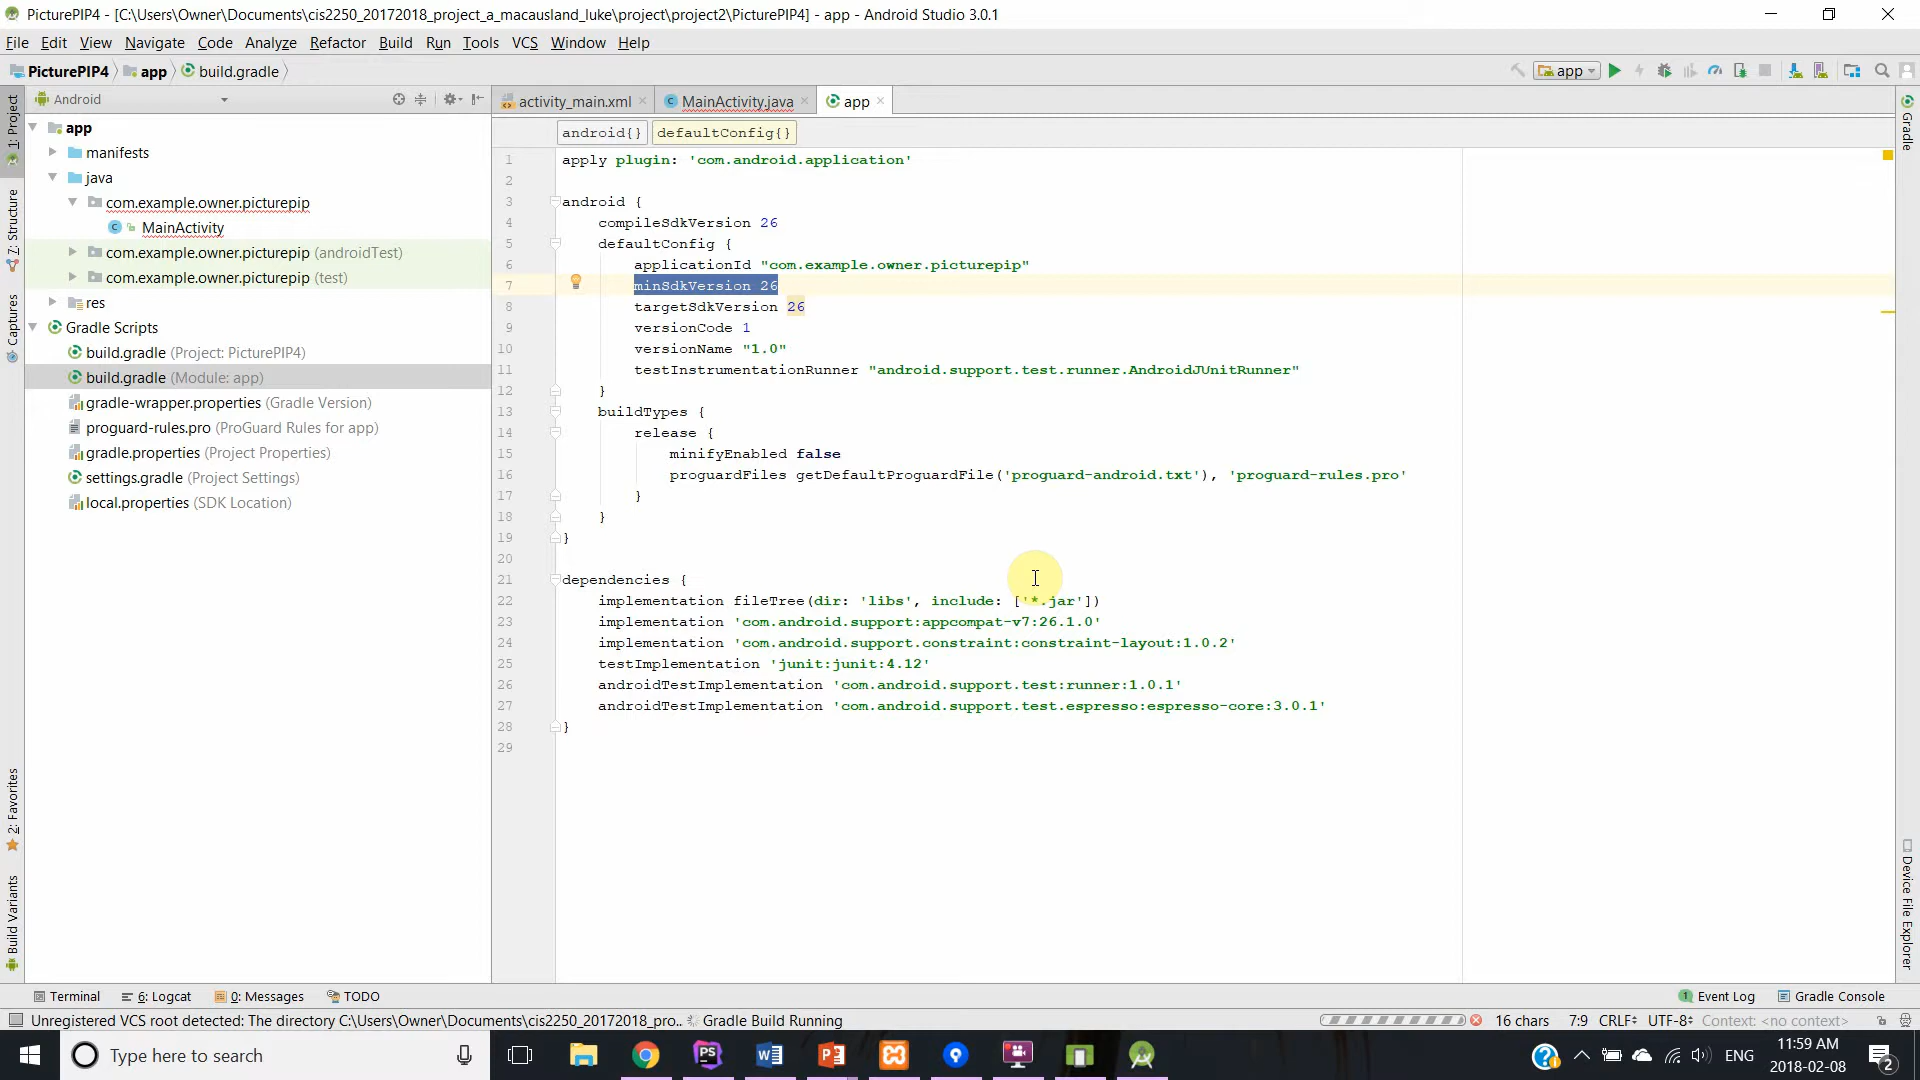 PicturePIP4 - [C:\Users\Owner\Documents\cis2250_20172018_project_a_macausland_luke\project\project2\PicturePIP4] - app - Android Studio 3.0.1
File Edit View Navigate Code Analyze Refactor Build Run Tools VCS Window Help
PicturePIP4 app build.gradle
app
Android
activity_main.xml MainActivity.java app
android{} defaultConfig{}
1: Project
7: Structure
Captures
2: Favorites
Build Variants
app
manifests
java
com.example.owner.picturepip
MainActivity
com.example.owner.picturepip (androidTest)
com.example.owner.picturepip (test)
res
Gradle Scripts
build.gradle (Project: PicturePIP4)
build.gradle (Module: app)
gradle-wrapper.properties (Gradle Version)
proguard-rules.pro (ProGuard Rules for app)
gradle.properties (Project Properties)
settings.gradle (Project Settings)
local.properties (SDK Location)
1 apply plugin: 'com.android.application'
2
3 android {
4 compileSdkVersion 26
5 defaultConfig {
6 applicationId "com.example.owner.picturepip"
7 minSdkVersion 26
8 targetSdkVersion 26
9 versionCode 1
10 versionName "1.0"
11 testInstrumentationRunner "android.support.test.runner.AndroidJUnitRunner"
12 }
13 buildTypes {
14 release {
15 minifyEnabled false
16 proguardFiles getDefaultProguardFile('proguard-android.txt'), 'proguard-rules.pro'
17 }
18 }
19 }
20
21 dependencies {
22 implementation fileTree(dir: 'libs', include: ['*.jar'])
23 implementation 'com.android.support:appcompat-v7:26.1.0'
24 implementation 'com.android.support.constraint:constraint-layout:1.0.2'
25 testImplementation 'junit:junit:4.12'
26 androidTestImplementation 'com.android.support.test:runner:1.0.1'
27 androidTestImplementation 'com.android.support.test.espresso:espresso-core:3.0.1'
28 }
29
Gradle
Device File Explorer
Terminal 6: Logcat 0: Messages TODO 1 Event Log Gradle Console
Unregistered VCS root detected: The directory C:\Users\Owner\Documents\cis2250_20172018_pro.. Gradle Build Running 16 chars 7:9 CRLF UTF-8 Context: <no context>
Type here to search
PS
ENG
11:59 AM
2018-02-08
2